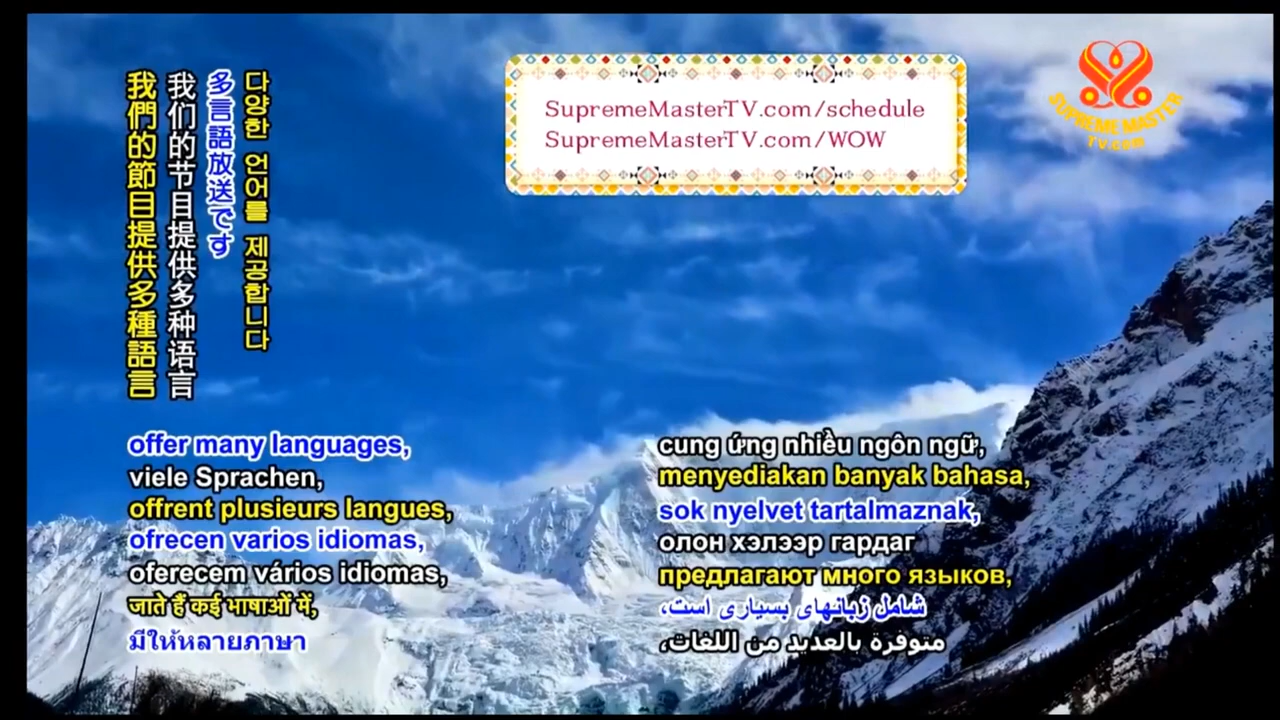 SupremeMasterTV.com/schedule
SupremeMasterTV.com/WOW
SUPREME MASTER
TV.com
다양한 언어를 제공합니다
多言語放送です
我们的节目提供多种语言
我們的節目提供多種語言
offer many languages,
viele Sprachen,
offrent plusieurs langues,
ofrecen varios idiomas,
oferecem vários idiomas,
जाते हैं कई भाषाओं में,
มีให้หลายภาษา
cung ứng nhiều ngôn ngữ,
menyediakan banyak bahasa,
sok nyelvet tartalmaznak,
олон хэлээр гардаг
предлагают много языков,
شامل زبانهای بسیاری است،
متوفرة بالعديد من اللغات،